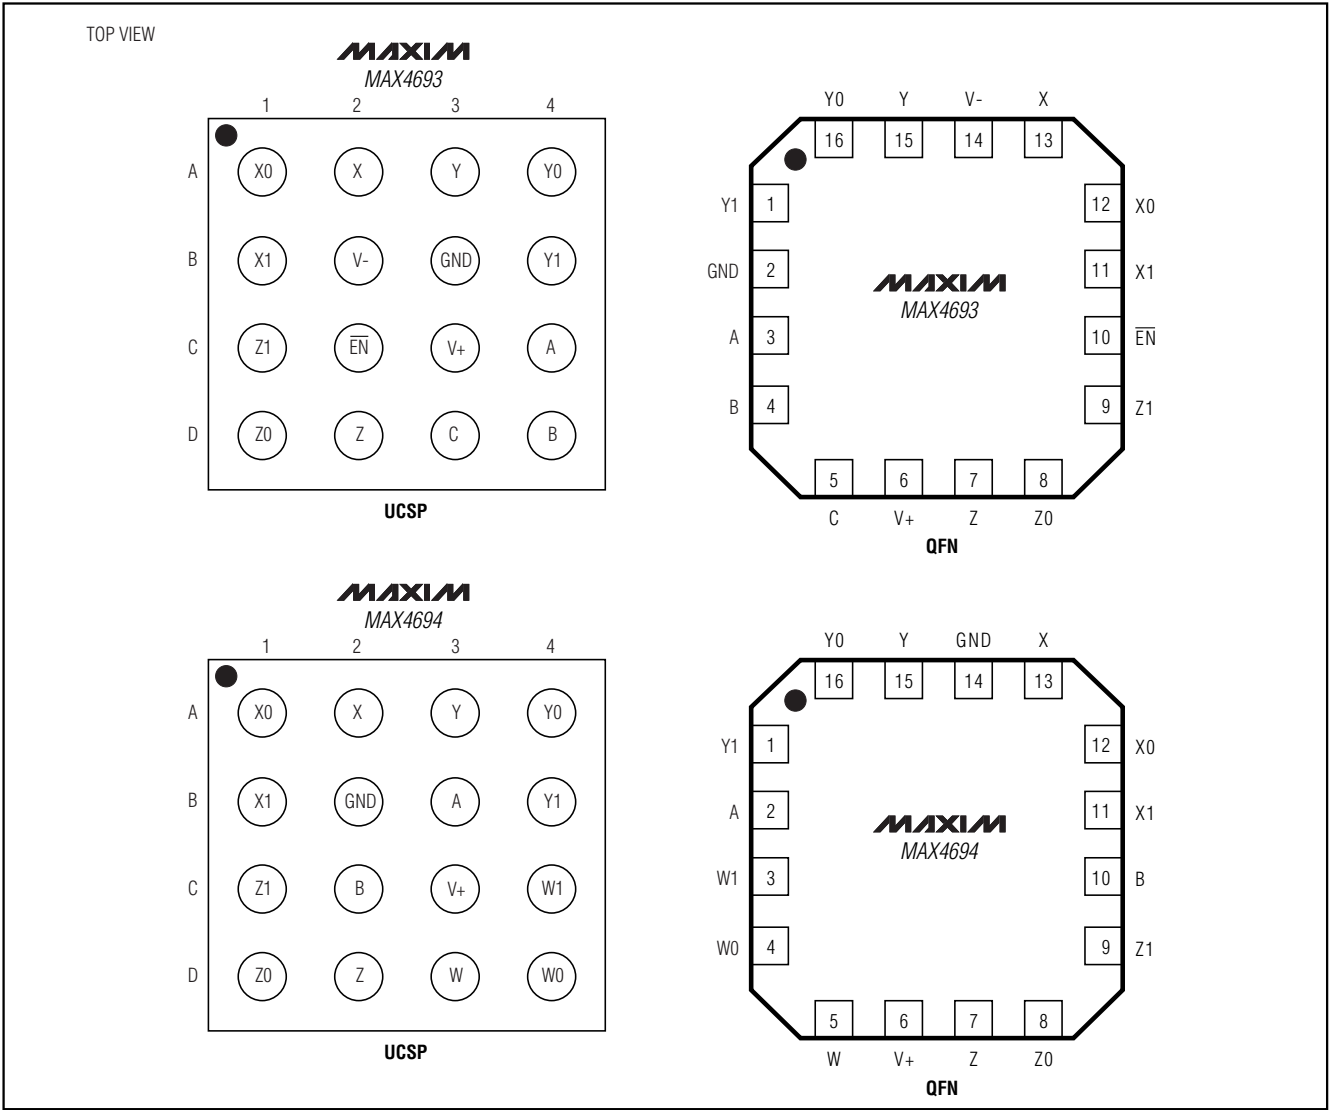 TOP VIEW
MAXIM
MAX4693
1 2 3 4
A X0 X Y Y0
B X1 V- GND Y1
C Z1 E̅N̅ V+ A
D Z0 Z C B
UCSP
Y0 Y V- X
16 15 14 13
Y1 1 12 X0
GND 2 11 X1
MAXIM
MAX4693
A 3 10 E̅N̅
B 4 9 Z1
5 6 7 8
C V+ Z Z0
QFN
MAXIM
MAX4694
1 2 3 4
A X0 X Y Y0
B X1 GND A Y1
C Z1 B V+ W1
D Z0 Z W W0
UCSP
Y0 Y GND X
16 15 14 13
Y1 1 12 X0
A 2 11 X1
MAXIM
MAX4694
W1 3 10 B
W0 4 9 Z1
5 6 7 8
W V+ Z Z0
QFN